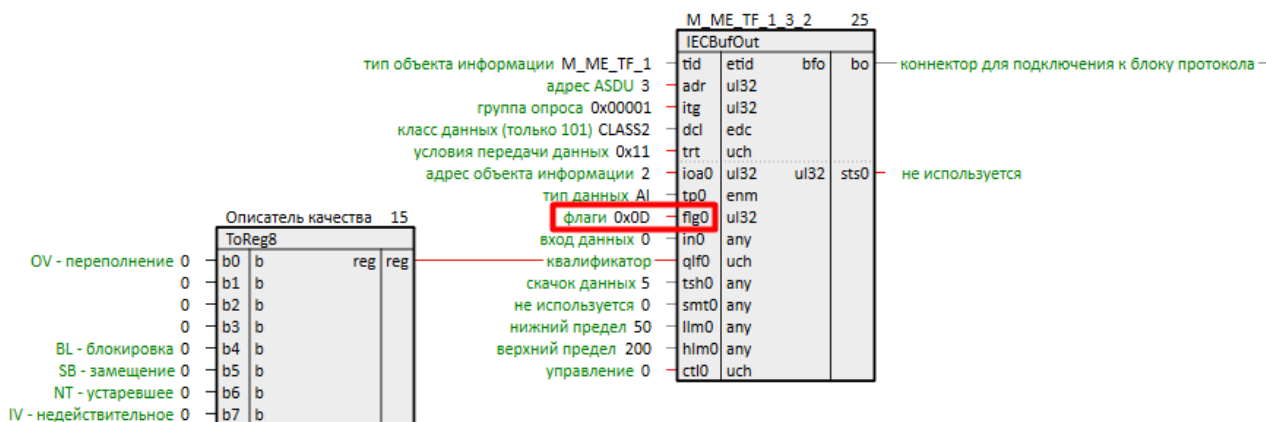 M_ME_TF_1_3_2 25
IECBufOut
тип объекта информации M_ME_TF_1 tid etid bfo bo коннектор для подключения к блоку протокола
адрес ASDU 3 adr ul32
группа опроса 0x00001 itg ul32
класс данных (только 101) CLASS2 dcl edc
условия передачи данных 0x11 trt uch
адрес объекта информации 2 ioa0 ul32 ul32 sts0 не используется
тип данных AI tp0 enm
флаги 0x0D flg0 ul32
вход данных 0 in0 any
квалификатор qlf0 uch
скачок данных 5 tsh0 any
не используется 0 smt0 any
нижний предел 50 llm0 any
верхний предел 200 hlm0 any
управление 0 ctl0 uch
Описатель качества 15
ToReg8
OV - переполнение 0 b0 b reg reg
0 b1 b
0 b2 b
0 b3 b
BL - блокировка 0 b4 b
SB - замещение 0 b5 b
NT - устаревшее 0 b6 b
IV - недействительное 0 b7 b